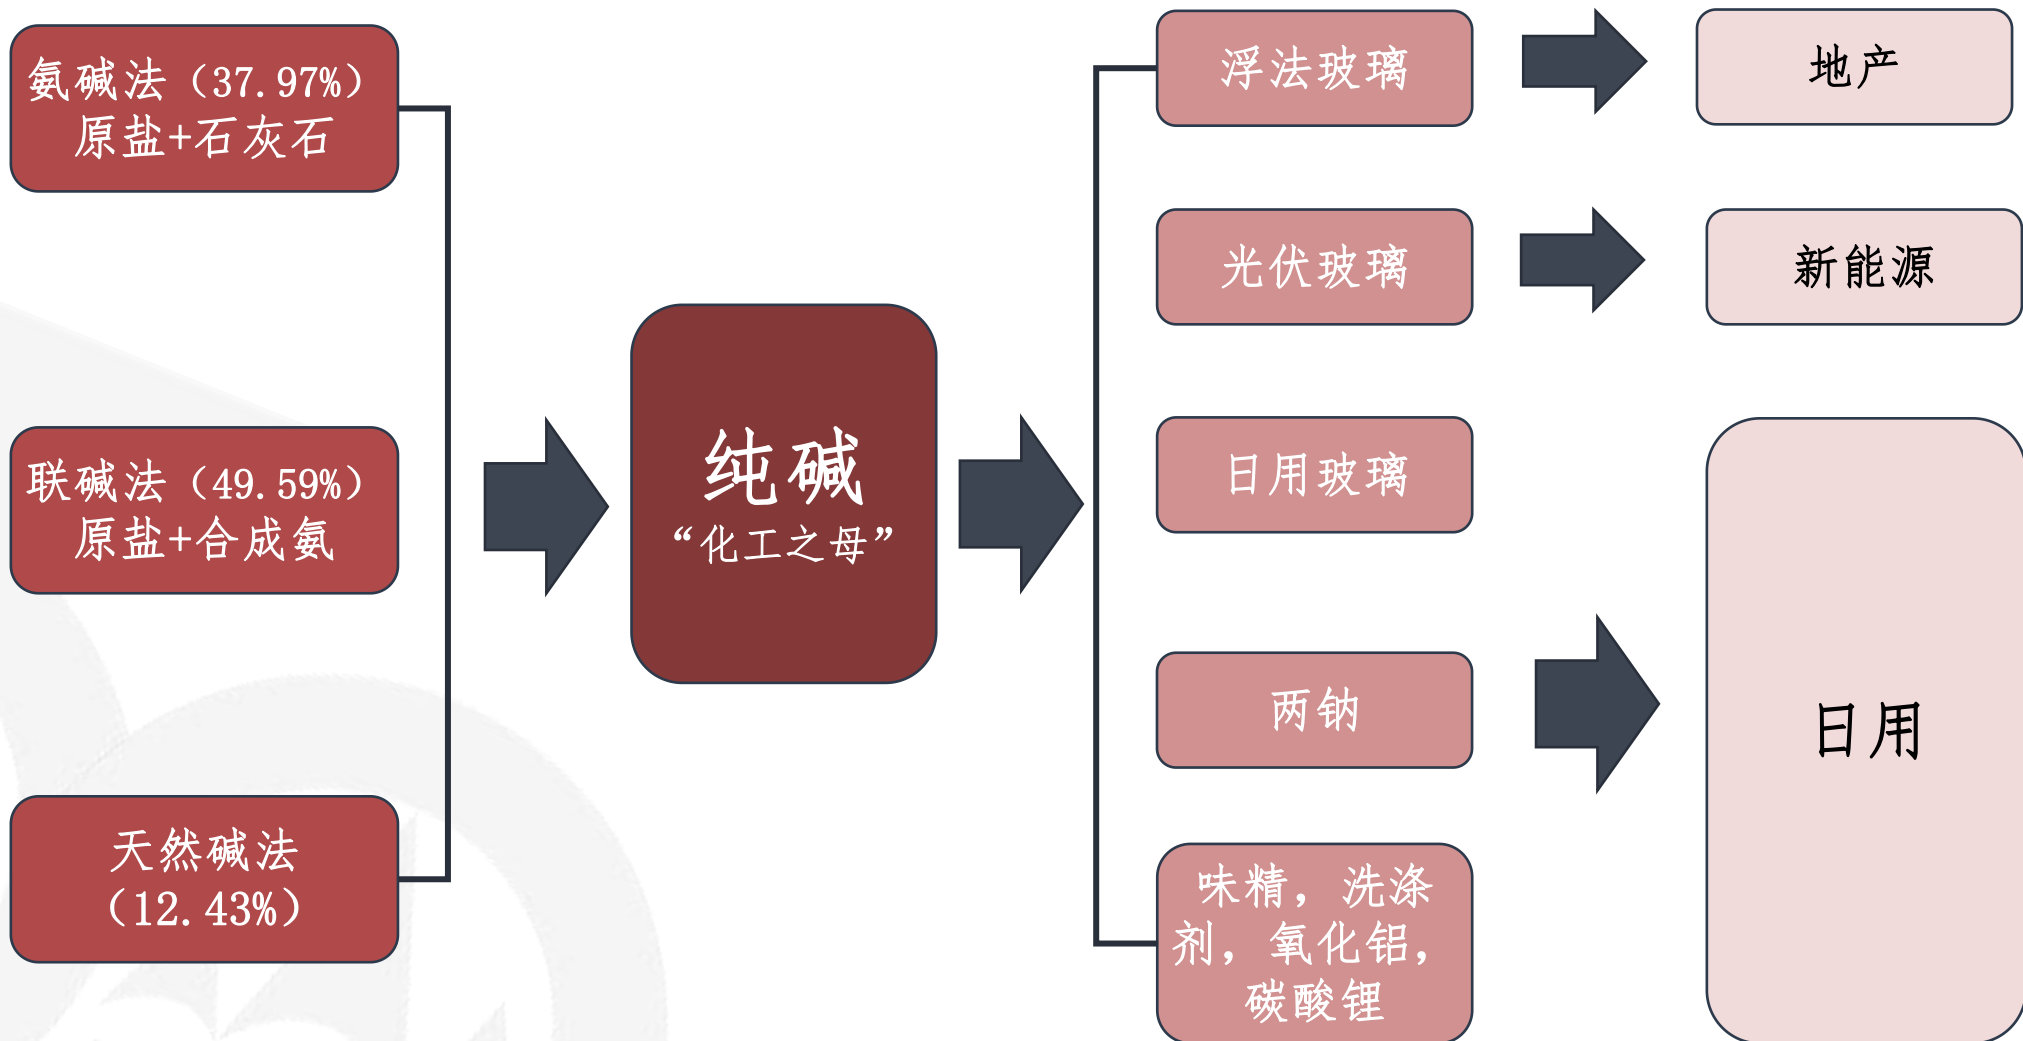 氨碱法（37.97%）
原盐+石灰石
联碱法（49.59%）
原盐+合成氨
天然碱法
（12.43%）
纯碱
“化工之母”
浮法玻璃
光伏玻璃
日用玻璃
两钠
味精，洗涤
剂，氧化铝，
碳酸锂
地产
新能源
日用